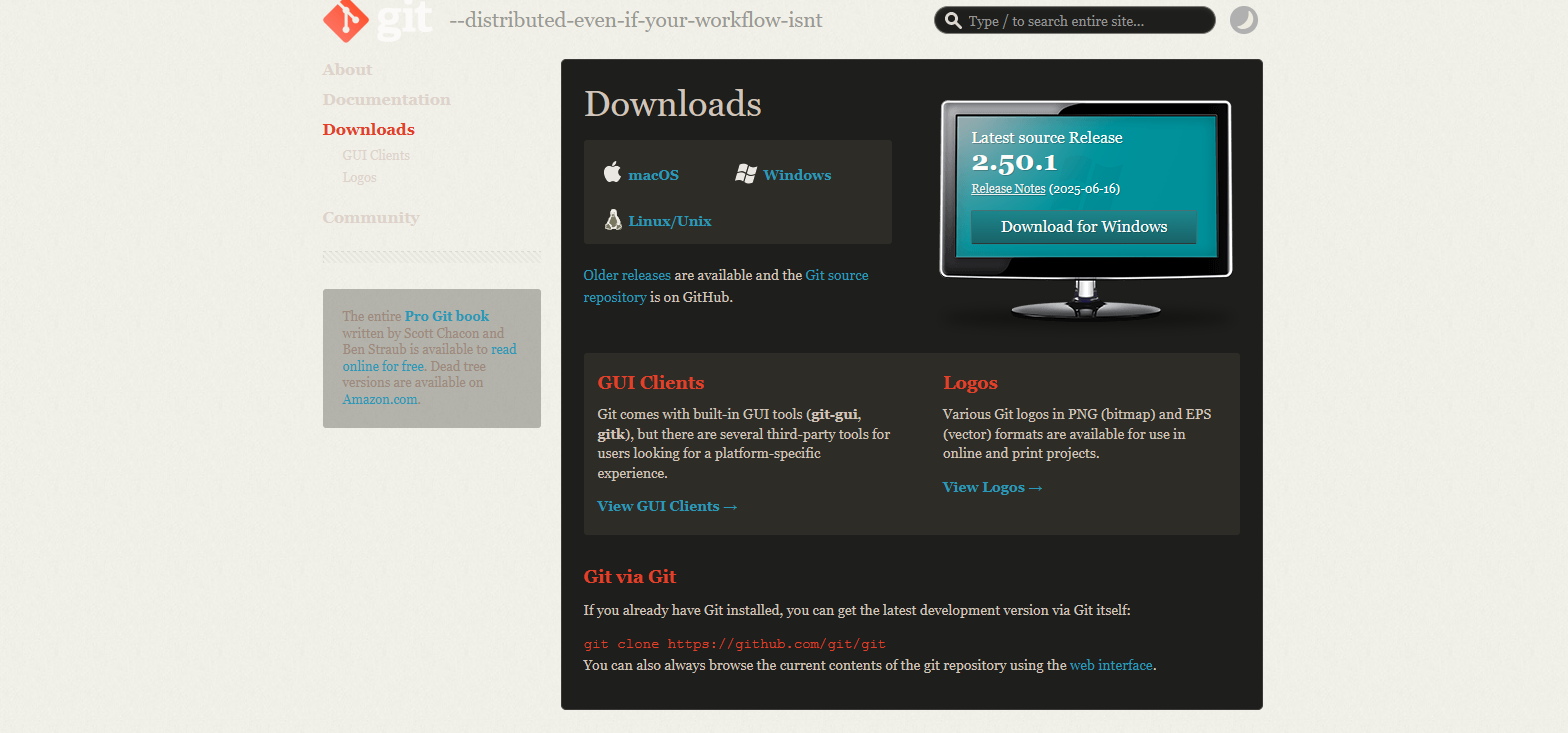 git --distributed-even-if-your-workflow-isnt
Type / to search entire site...
About
Documentation
Downloads
GUI Clients
Logos
Community
The entire Pro Git book
written by Scott Chacon and
Ben Straub is available to read
online for free. Dead tree
versions are available on
Amazon.com.
Downloads
macOS
Windows
Linux/Unix
Older releases are available and the Git source
repository is on GitHub.
Latest source Release
2.50.1
Release Notes (2025-06-16)
Download for Windows
GUI Clients
Git comes with built-in GUI tools (git-gui,
gitk), but there are several third-party tools for
users looking for a platform-specific
experience.
View GUI Clients →
Logos
Various Git logos in PNG (bitmap) and EPS
(vector) formats are available for use in
online and print projects.
View Logos →
Git via Git
If you already have Git installed, you can get the latest development version via Git itself:
git clone https://github.com/git/git
You can also always browse the current contents of the git repository using the web interface.